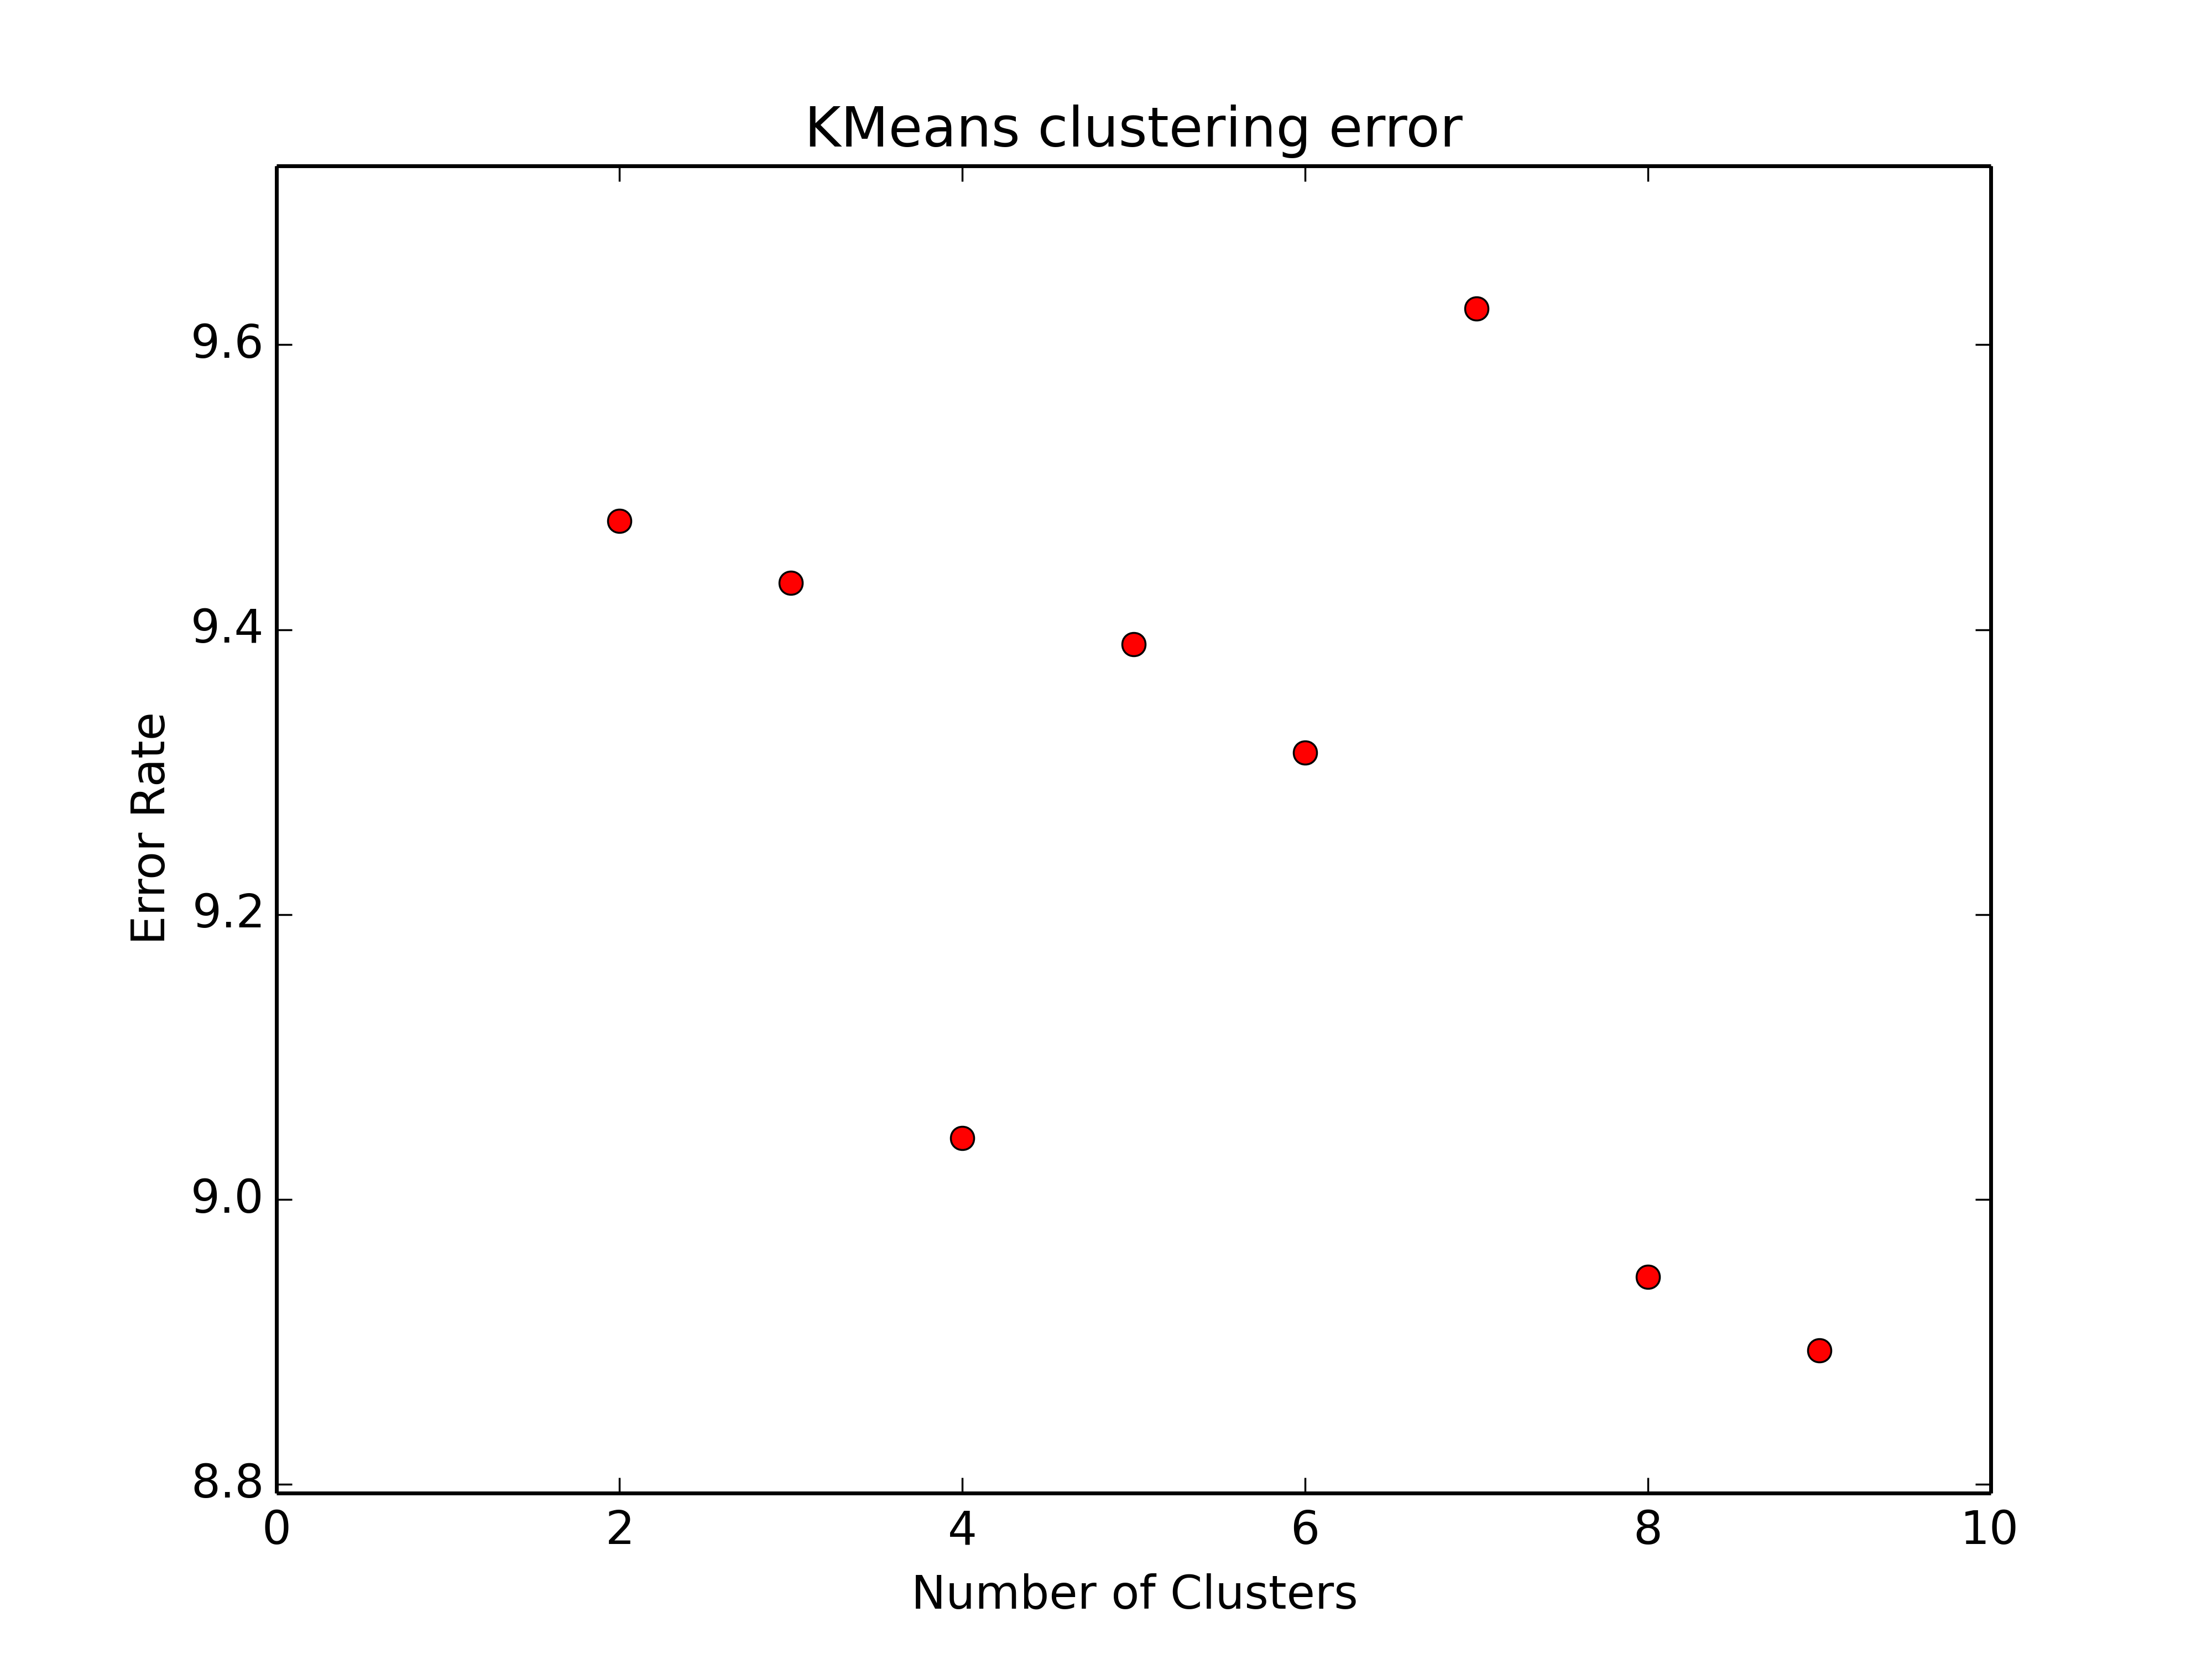 KMeans clustering error
9.6
9.4
9.2
9.0
8.8
Error Rate
0 2 4 6 8 10
Number of Clusters